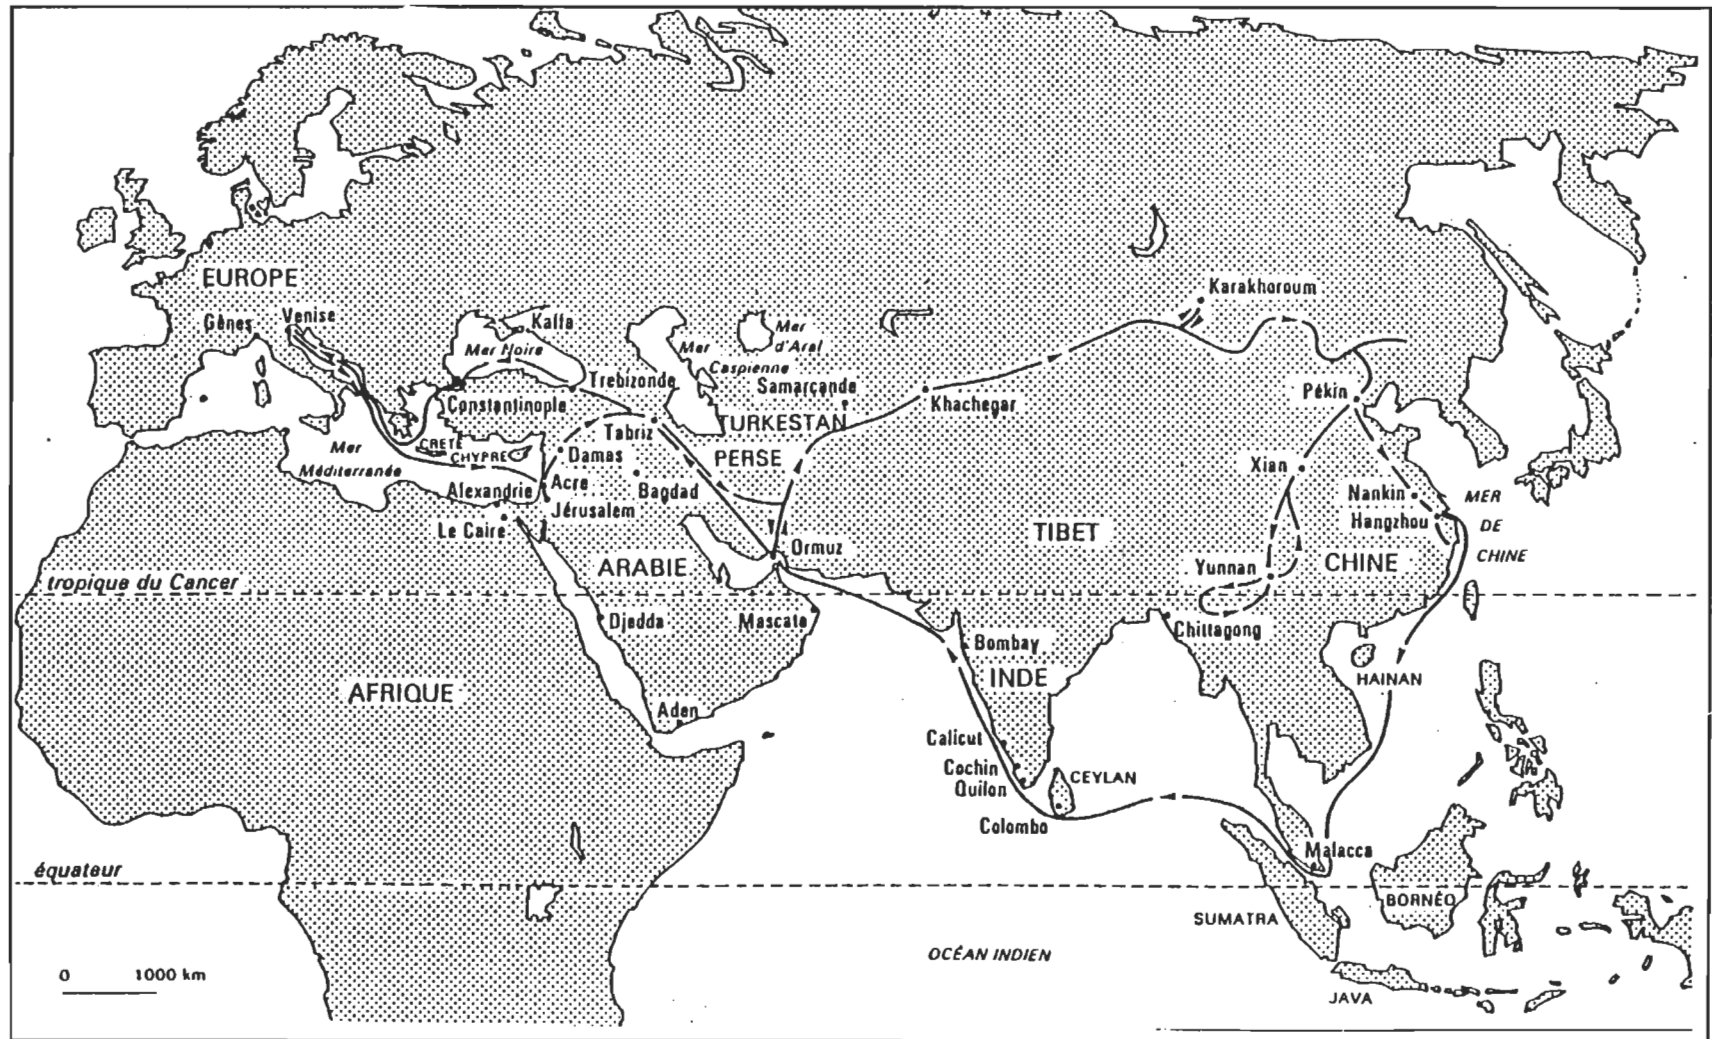 EUROPE
Gênes
Venise
Kaffa
Mer Noire
Mer
Caspienne
Mer
d'Aral
Karakhoroum
Trebizonde
Samarçande
Constantinople
Khachegar
Pékin
TURKESTAN
Tabriz
CRETE
CHYPRE
Damas
PERSE
Mer
Méditerranée
Xian
Bagdad
Acre
Alexandrie
Jérusalem
Nankin
MER
DE
CHINE
Hangzhou
Le Caire
TIBET
Ormuz
ARABIE
Yunnan
CHINE
tropique du Cancer
Djedda
Mascate
Chittagong
Bombay
INDE
HAINAN
AFRIQUE
Aden
Calicut
Cochin
Quilon
CEYLAN
Colombo
Malacca
équateur
BORNÉO
SUMATRA
OCÉAN INDIEN
0 1000 km
JAVA